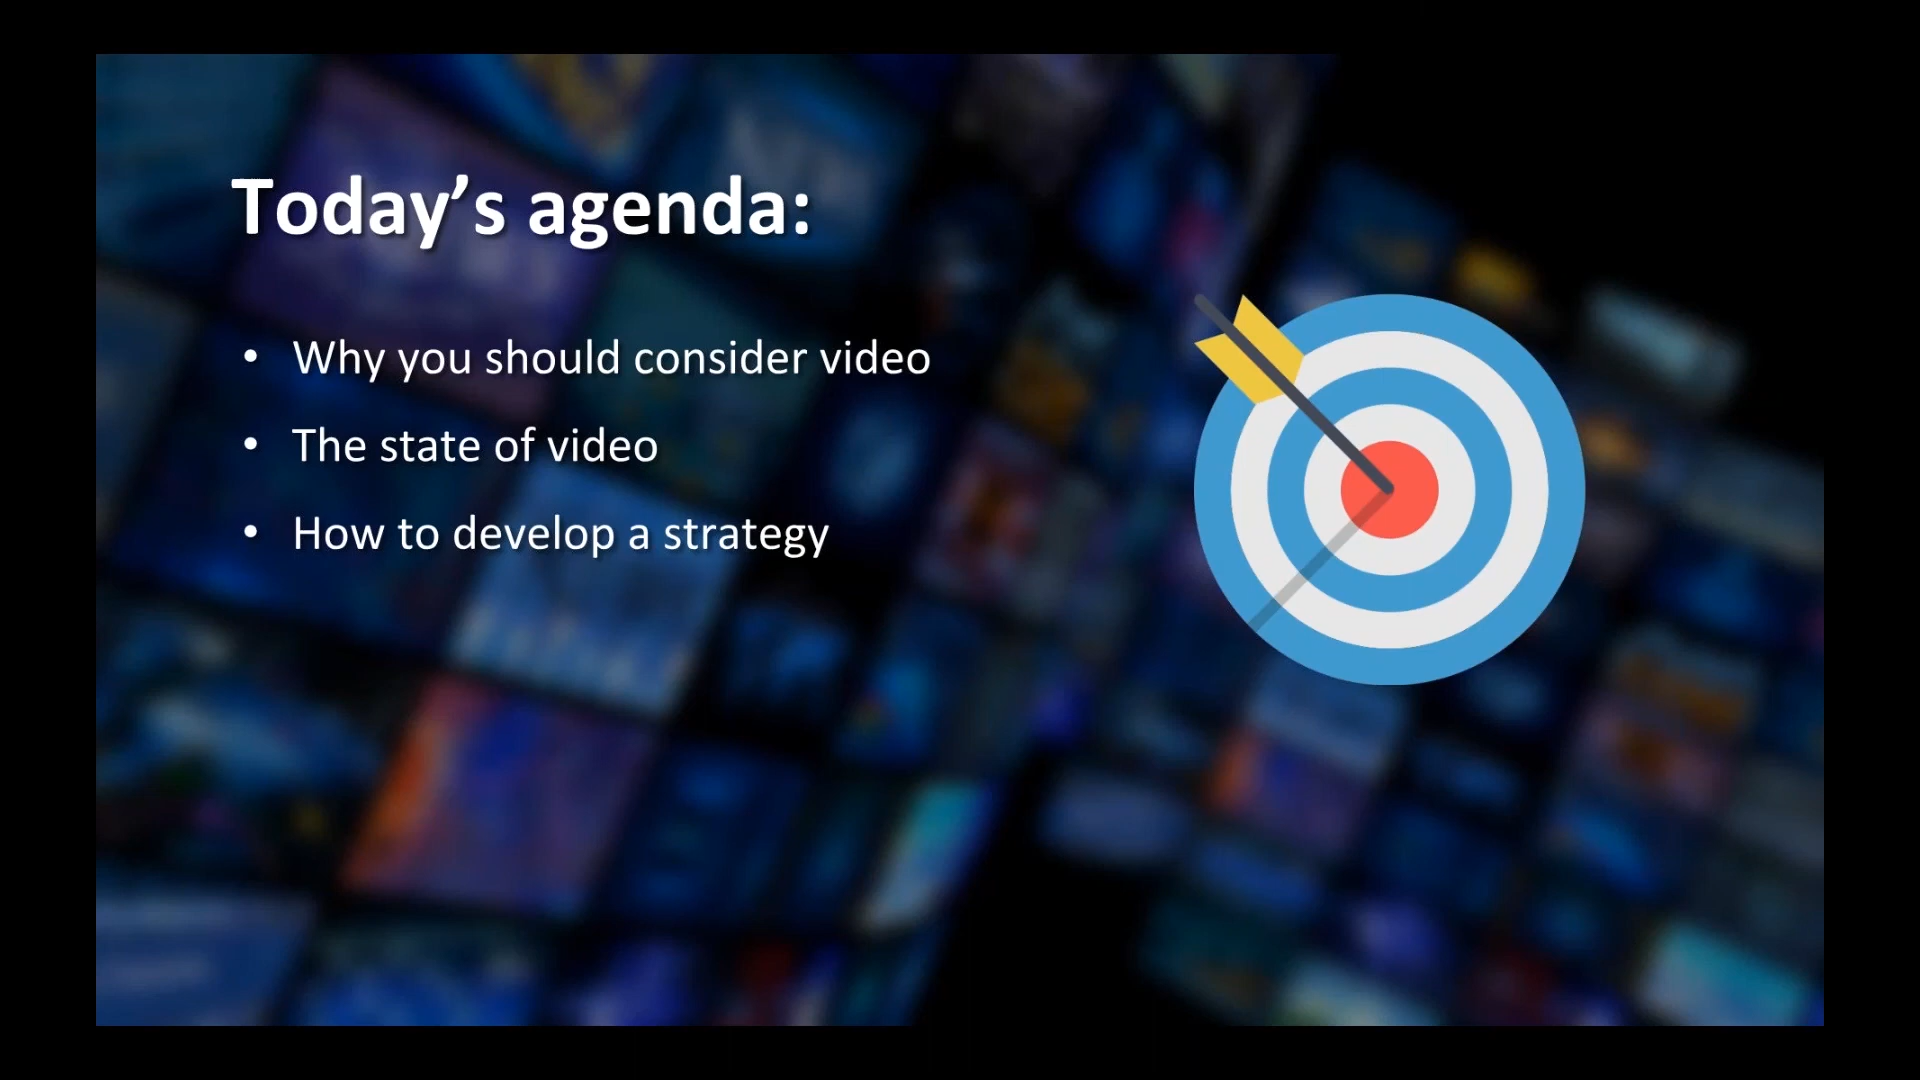 Today’s agenda:
• Why you should consider video
• The state of video
• How to develop a strategy